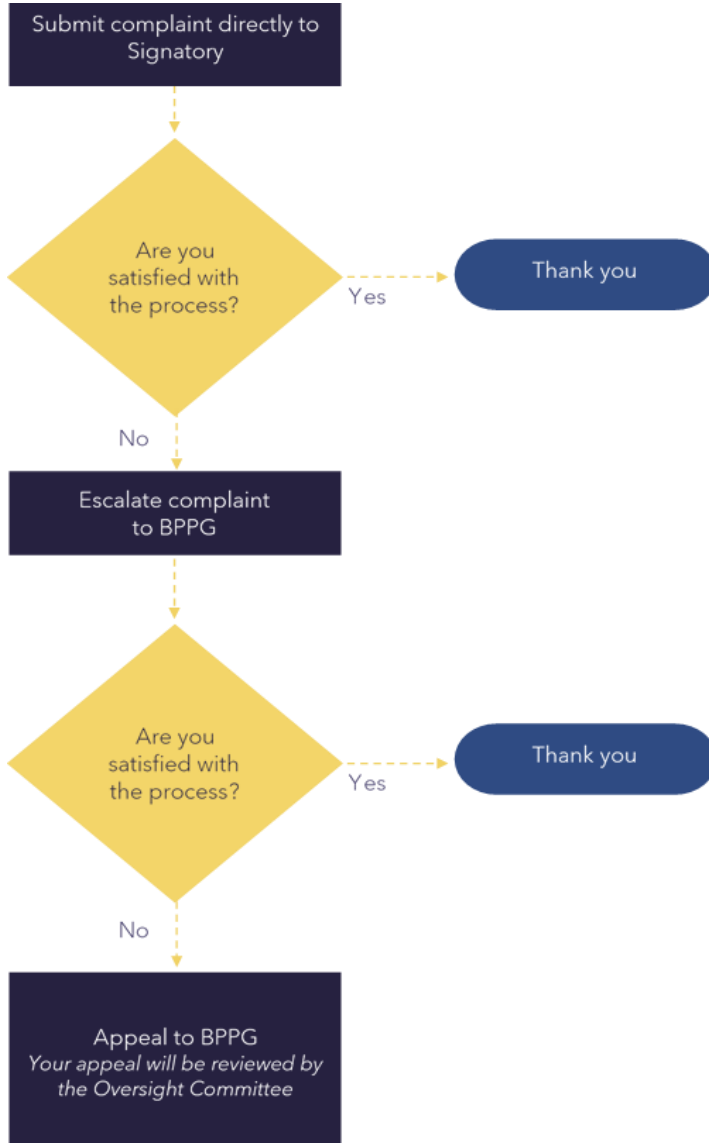 Submit complaint directly to
Signatory
Are you
satisfied with
the process?
Yes
Thank you
No
Escalate complaint
to BPPG
Are you
satisfied with
the process?
Yes
Thank you
No
Appeal to BPPG
Your appeal will be reviewed by
the Oversight Committee